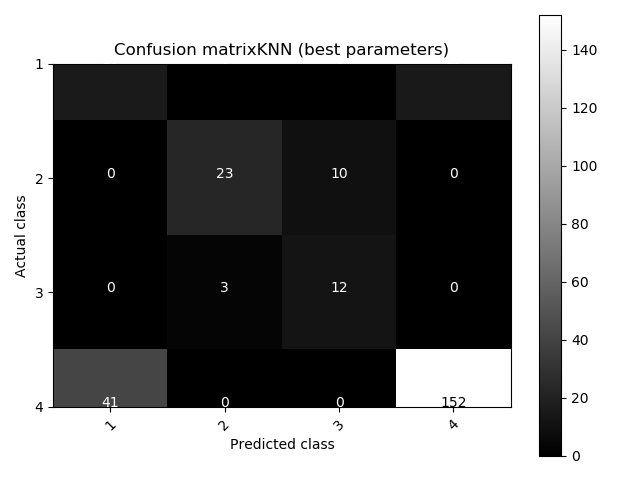 Confusion matrixKNN (best parameters)
1
2
3
4
0 23 10 0
0 3 12 0
41 0 0 152
1 2 3 4
Actual class
Predicted class
140
120
100
80
60
40
20
0